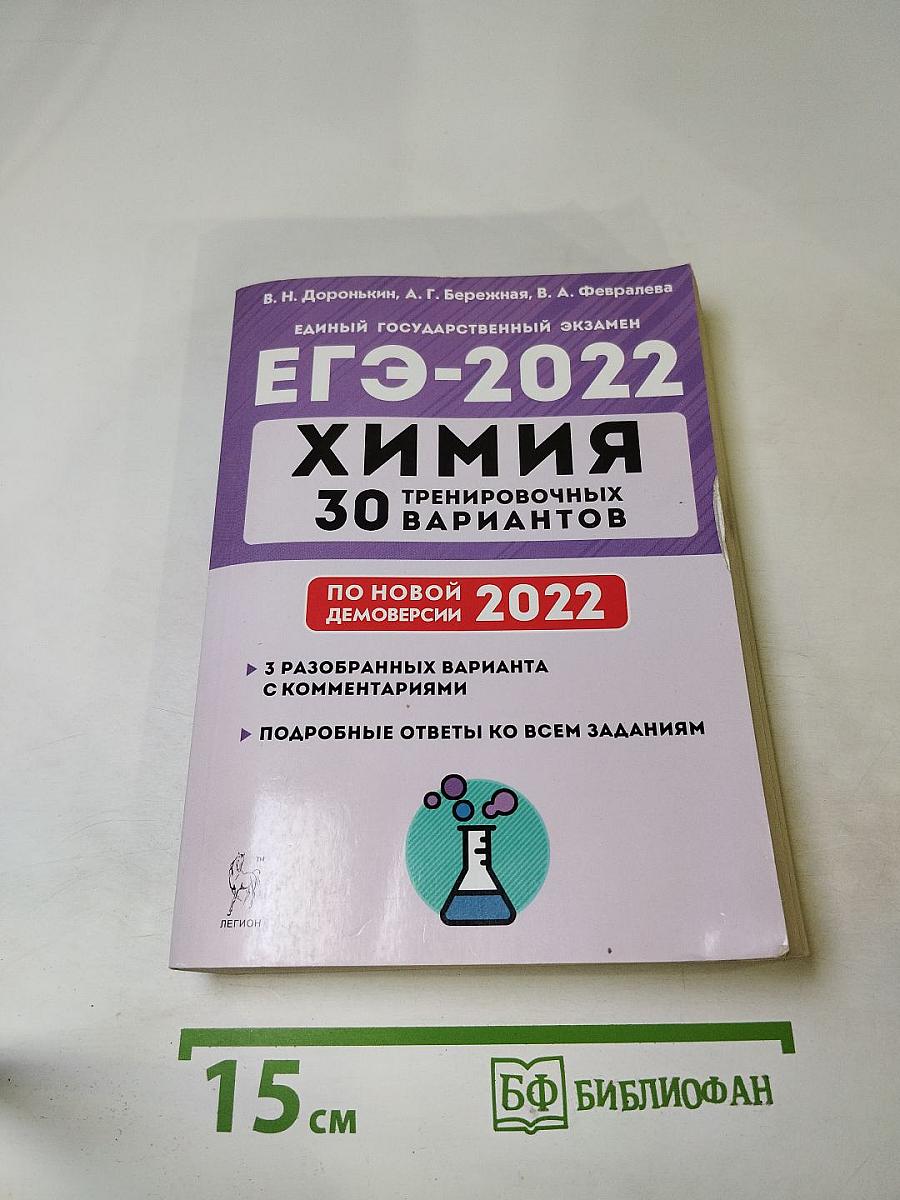 В. Н. Доронькин, А. Г. Бережная, В. А. Февралева
ЕДИНЫЙ ГОСУДАРСТВЕННЫЙ ЭКЗАМЕН
ЕГЭ-2022
ХИМИЯ
30 ТРЕНИРОВОЧНЫХ
ВАРИАНТОВ
ПО НОВОЙ
ДЕМОВЕРСИИ 2022
3 РАЗОБРАННЫХ ВАРИАНТА
С КОММЕНТАРИЯМИ
ПОДРОБНЫЕ ОТВЕТЫ КО ВСЕМ ЗАДАНИЯМ
TM
ЛЕГИОН
15 см
БФ БИБЛИОФАН